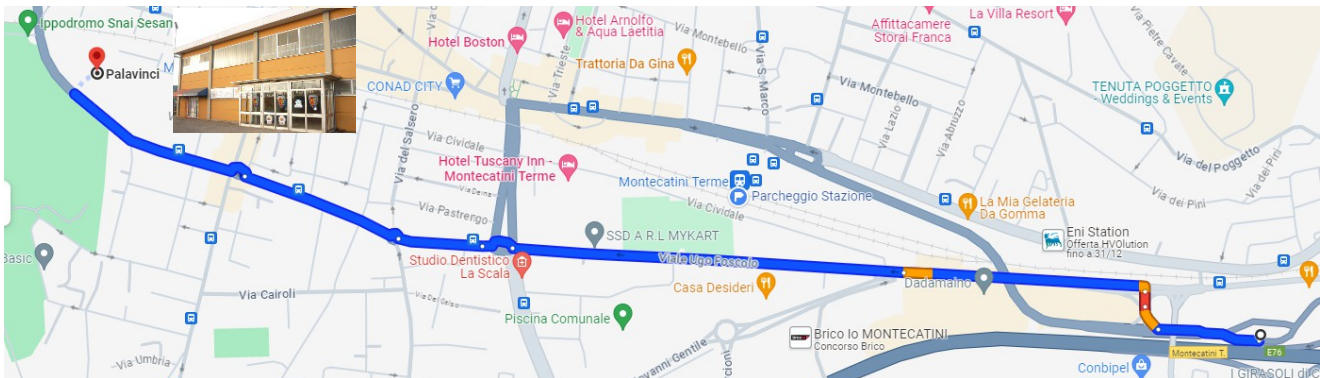 Ippodromo Snai Sesan
Palavinci
Hotel Arnolfo
& Aqua Laetitia
Hotel Boston
Via Trieste
Via Montebello
Trattoria Da Gina
Via S. Marco
CONAD CITY
Affittacamere
Storai Franca
La Villa Resort
Via Pietre Cavate
Via Montebello
TENUTA POGGETTO
- Weddings & Events
Via Lazio
Via Abruzzo
Via del Poggetto
Via dei Pini
Via dei Pini
Via del Salsero
Via Cividale
Hotel Tuscany Inn -
Montecatini Terme
Montecatini Terme
P
Parcheggio Stazione
Via Cividale
Via Pastrengo
La Mia Gelateria
Da Gomma
SSD A R.L MYKART
Eni Station
Offerta HVOlution
fino a 31/12
Basic
Studio Dentistico
La Scala
Viale Ugo Foscolo
Casa Desideri
Dadamaino
Via Cairoli
Piscina Comunale
Via Umbria
Brico Io MONTECATINI
Concorso Brico
Montecatini T.
E76
Conbipel
I GIRASOLI di C